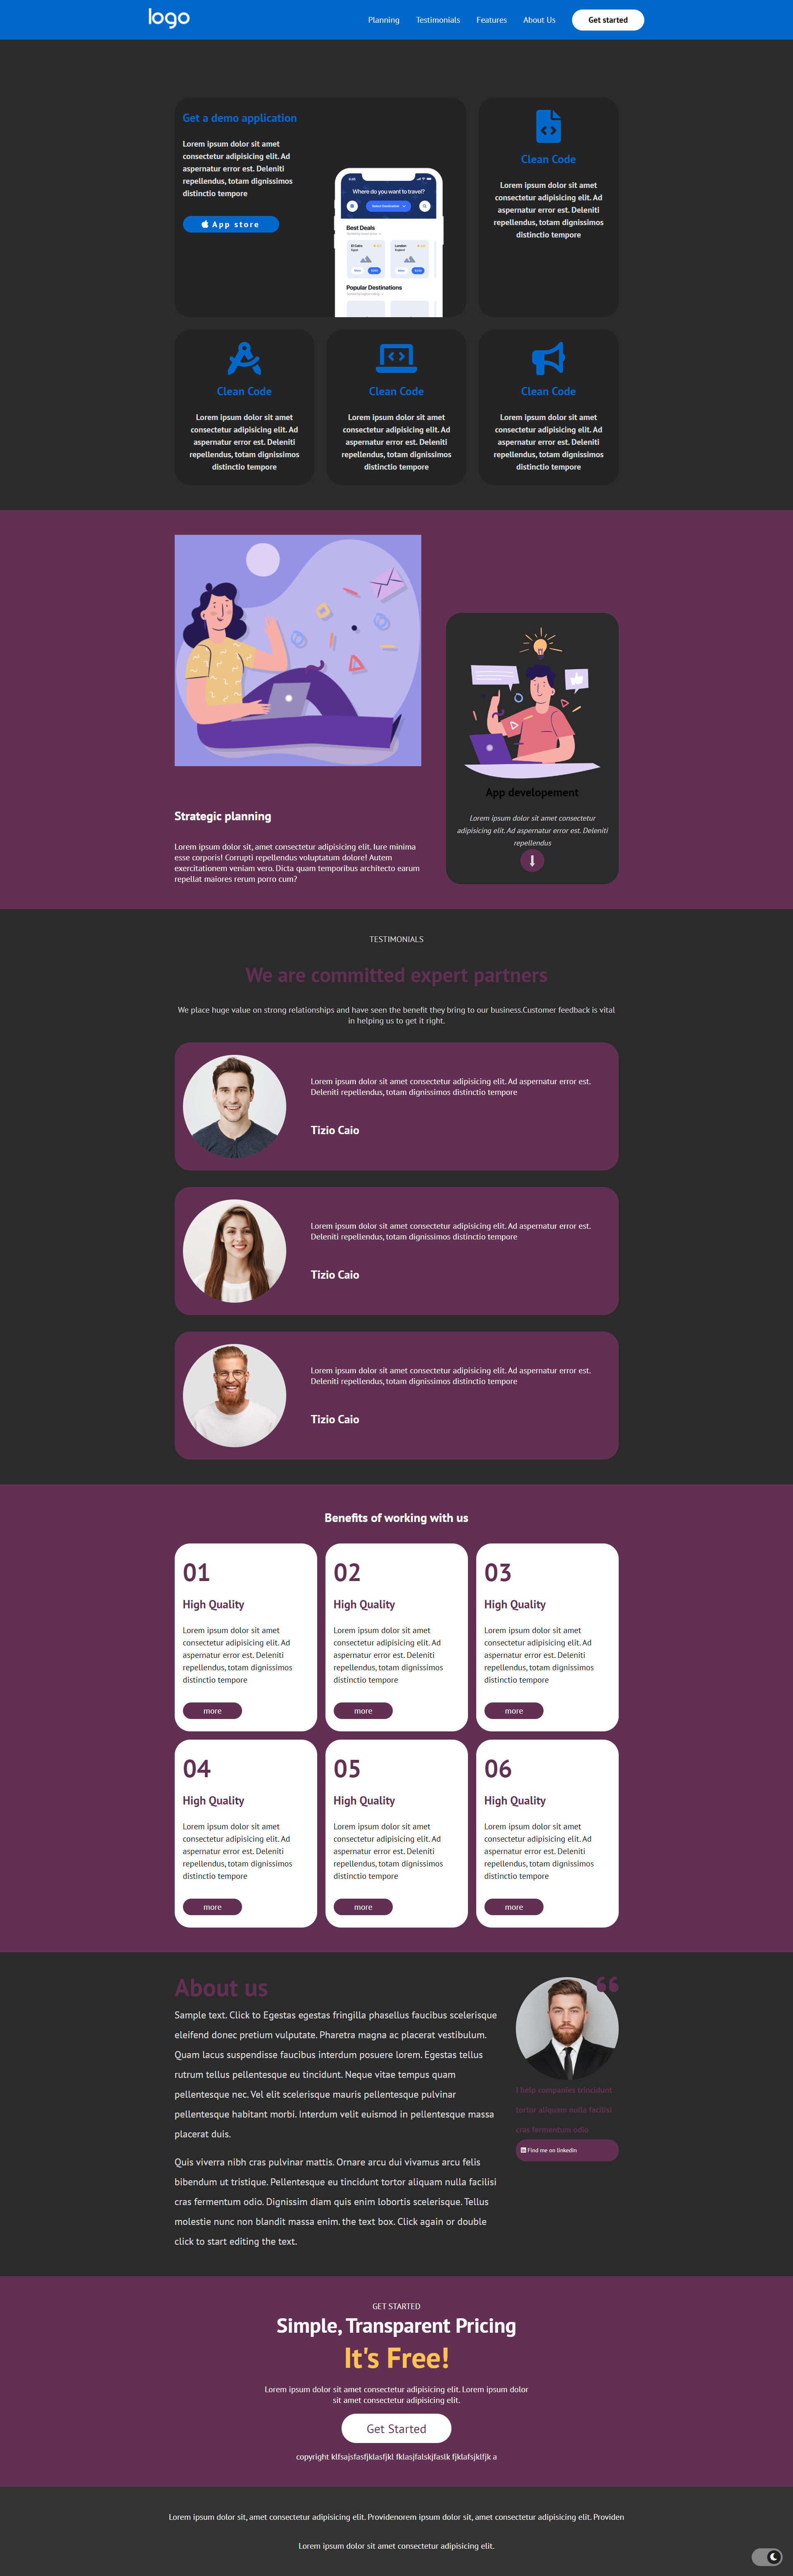 logo
Planning Testimonials Features About Us Get started
Get a demo application
Lorem ipsum dolor sit amet
consectetur adipisicing elit. Ad
aspernatur error est. Deleniti
repellendus, totam dignissimos
distinctio tempore
App store
Where do you want to travel?
Select Destination
Best Deals
El Cairo
Egypt
London
England
Popular Destinations
Clean Code
Lorem ipsum dolor sit amet
consectetur adipisicing elit. Ad
aspernatur error est. Deleniti
repellendus, totam dignissimos
distinctio tempore
Clean Code
Lorem ipsum dolor sit amet
consectetur adipisicing elit. Ad
aspernatur error est. Deleniti
repellendus, totam dignissimos
distinctio tempore
Clean Code
Lorem ipsum dolor sit amet
consectetur adipisicing elit. Ad
aspernatur error est. Deleniti
repellendus, totam dignissimos
distinctio tempore
Clean Code
Lorem ipsum dolor sit amet
consectetur adipisicing elit. Ad
aspernatur error est. Deleniti
repellendus, totam dignissimos
distinctio tempore
Strategic planning
Lorem ipsum dolor sit, amet consectetur adipisicing elit. Iure minima
esse corporis! Corrupti repellendus voluptatum dolore! Autem
exercitationem veniam vero. Dicta quam temporibus architecto earum
repellat maiores rerum porro cum?
App developement
Lorem ipsum dolor sit amet consectetur
adipisicing elit. Ad aspernatur error est. Deleniti
repellendus
TESTIMONIALS
We are committed expert partners
We place huge value on strong relationships and have seen the benefit they bring to our business.Customer feedback is vital
in helping us to get it right.
Lorem ipsum dolor sit amet consectetur adipisicing elit. Ad aspernatur error est.
Deleniti repellendus, totam dignissimos distinctio tempore
Tizio Caio
Lorem ipsum dolor sit amet consectetur adipisicing elit. Ad aspernatur error est.
Deleniti repellendus, totam dignissimos distinctio tempore
Tizio Caio
Lorem ipsum dolor sit amet consectetur adipisicing elit. Ad aspernatur error est.
Deleniti repellendus, totam dignissimos distinctio tempore
Tizio Caio
Benefits of working with us
01
High Quality
Lorem ipsum dolor sit amet
consectetur adipisicing elit. Ad
aspernatur error est. Deleniti
repellendus, totam dignissimos
distinctio tempore
more
02
High Quality
Lorem ipsum dolor sit amet
consectetur adipisicing elit. Ad
aspernatur error est. Deleniti
repellendus, totam dignissimos
distinctio tempore
more
03
High Quality
Lorem ipsum dolor sit amet
consectetur adipisicing elit. Ad
aspernatur error est. Deleniti
repellendus, totam dignissimos
distinctio tempore
more
04
High Quality
Lorem ipsum dolor sit amet
consectetur adipisicing elit. Ad
aspernatur error est. Deleniti
repellendus, totam dignissimos
distinctio tempore
more
05
High Quality
Lorem ipsum dolor sit amet
consectetur adipisicing elit. Ad
aspernatur error est. Deleniti
repellendus, totam dignissimos
distinctio tempore
more
06
High Quality
Lorem ipsum dolor sit amet
consectetur adipisicing elit. Ad
aspernatur error est. Deleniti
repellendus, totam dignissimos
distinctio tempore
more
About us
Sample text. Click to Egestas egestas fringilla phasellus faucibus scelerisque
eleifend donec pretium vulputate. Pharetra magna ac placerat vestibulum.
Quam lacus suspendisse faucibus interdum posuere lorem. Egestas tellus
rutrum tellus pellentesque eu tincidunt. Neque vitae tempus quam
pellentesque nec. Vel elit scelerisque mauris pellentesque pulvinar
pellentesque habitant morbi. Interdum velit euismod in pellentesque massa
placerat duis.
Quis viverra nibh cras pulvinar mattis. Ornare arcu dui vivamus arcu felis
bibendum ut tristique. Pellentesque eu tincidunt tortor aliquam nulla facilisi
cras fermentum odio. Dignissim diam quis enim lobortis scelerisque. Tellus
molestie nunc non blandit massa enim. the text box. Click again or double
click to start editing the text.
I help companies trincidunt
tortor aliquam nulla facilisi
cras fermentum odio
Find me on linkedin
GET STARTED
Simple, Transparent Pricing
It's Free!
Lorem ipsum dolor sit amet consectetur adipisicing elit. Lorem ipsum dolor
sit amet consectetur adipisicing elit.
Get Started
copyright klfsajsfasfjklasfjkl fklasjfalskjfaslk fjklafsjklfjk a
Lorem ipsum dolor sit, amet consectetur adipisicing elit. Providenorem ipsum dolor sit, amet consectetur adipisicing elit. Providen
Lorem ipsum dolor sit amet consectetur adipisicing elit.